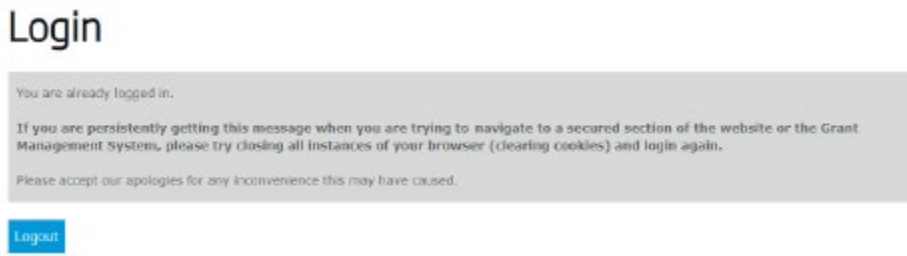 Login
You are already logged in.
If you are persistently getting this message when you are trying to navigate to a secured section of the website or the Grant
Management System, please try closing all instances of your browser (clearing cookies) and login again.
Please accept our apologies for any inconvenience this may have caused.
Logout